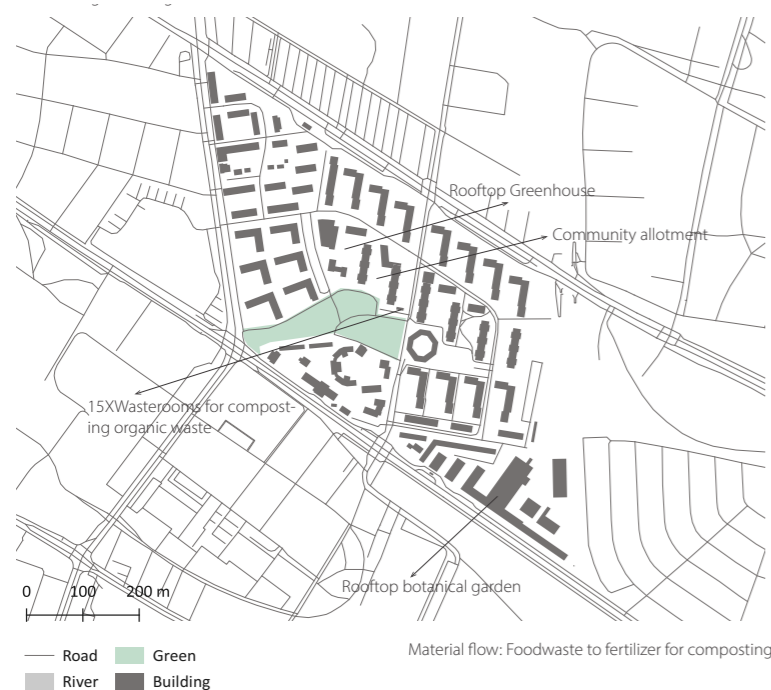 Rooftop Greenhouse
Community allotment
15XWasterooms for compost-
ing organic waste
Rooftop botanical garden
0 100 200 m
Road
Green
River
Building
Material flow: Foodwaste to fertilizer for composting